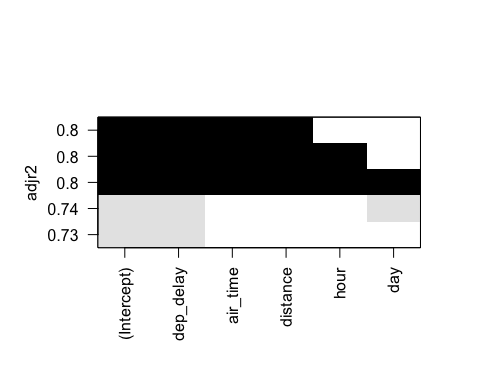 adjr2
0.8
0.8
0.8
0.74
0.73
(Intercept)
dep_delay
air_time
distance
hour
day